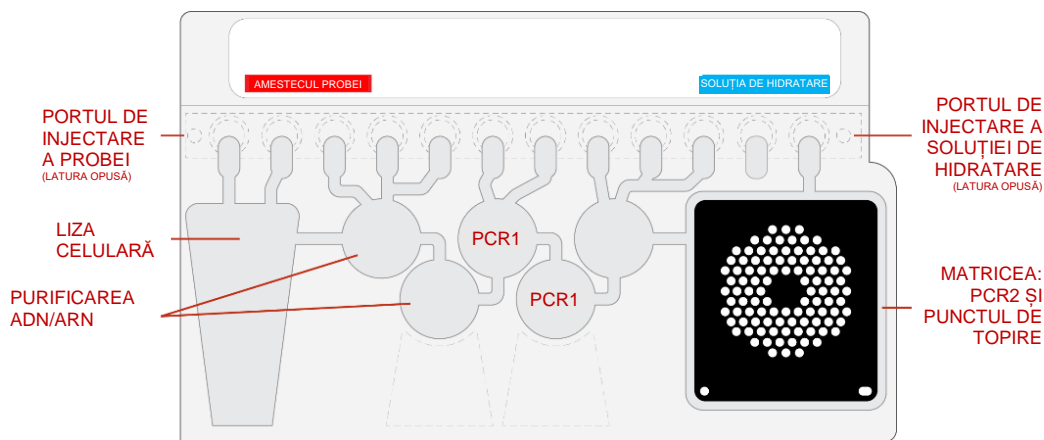 AMESTECUL PROBEI
SOLUȚIA DE HIDRATARE
PORTUL DE
INJECTARE
A PROBEI
(LATURA OPUSĂ)
PORTUL DE
INJECTARE A
SOLUȚIEI DE
HIDRATARE
(LATURA OPUSĂ)
LIZA
CELULARĂ
PCR1
PURIFICAREA
ADN/ARN
PCR1
MATRICEA:
PCR2 ȘI
PUNCTUL DE
TOPIRE